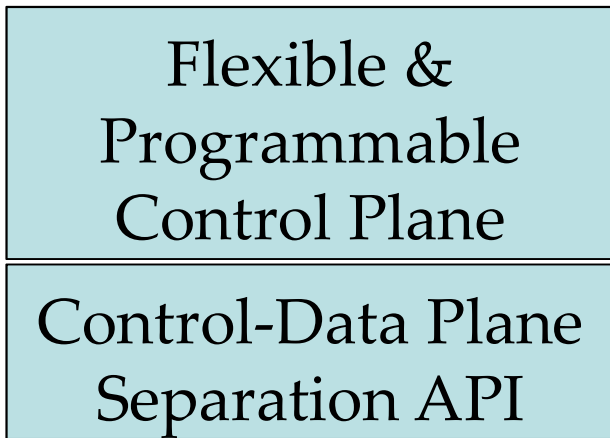 Flexible &
Programmable
Control Plane
Control-Data Plane
Separation API